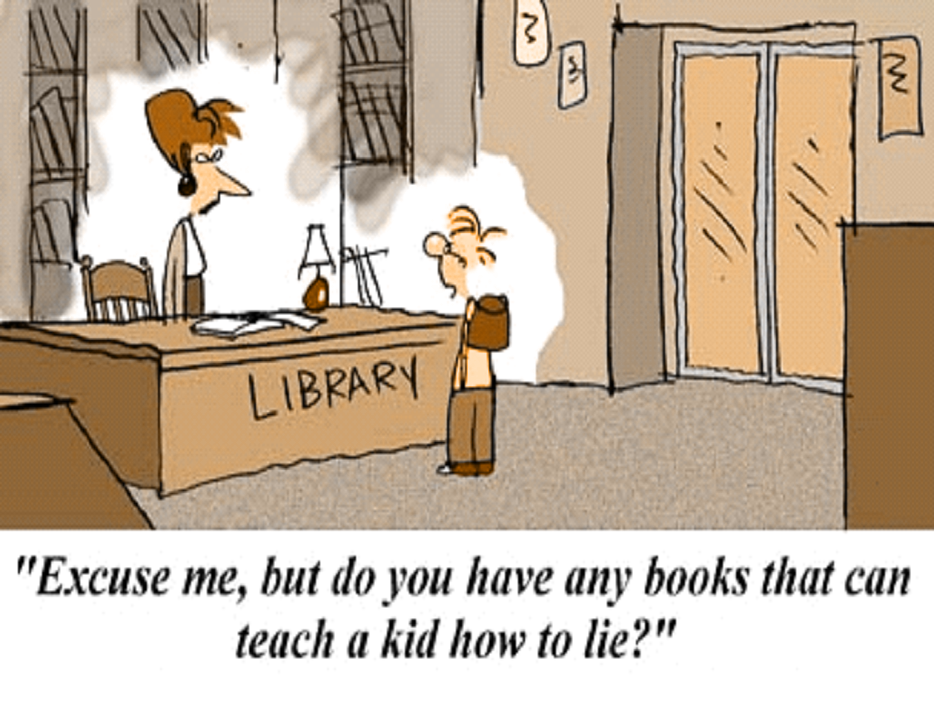 LIBRARY
"Excuse me, but do you have any books that can
teach a kid how to lie?"